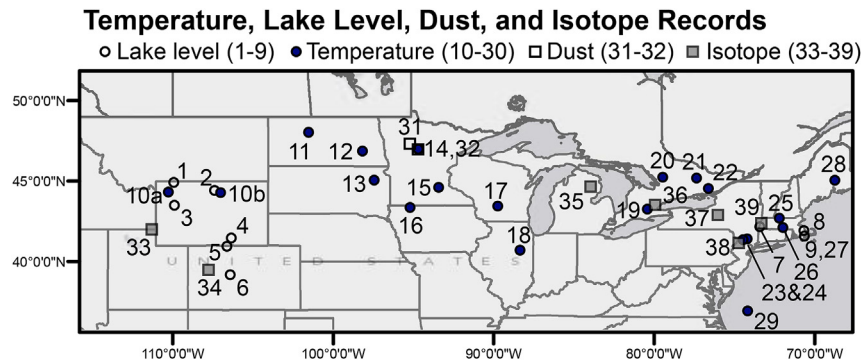 Temperature, Lake Level, Dust, and Isotope Records
Lake level (1-9) Temperature (10-30) Dust (31-32) Isotope (33-39)
50°0'0"N
31
11 12 14,32
20 21 22 28
45°0'0"N
1 2
10a 10b 13 15 17 35 19 36
3 16 37 39 25 8
33 4 18 38 9,27
5 7 26
40°0'0"N
UNITED STATES
34 6 23&24
29
110°0'0"W 100°0'0"W 90°0'0"W 80°0'0"W 70°0'0"W